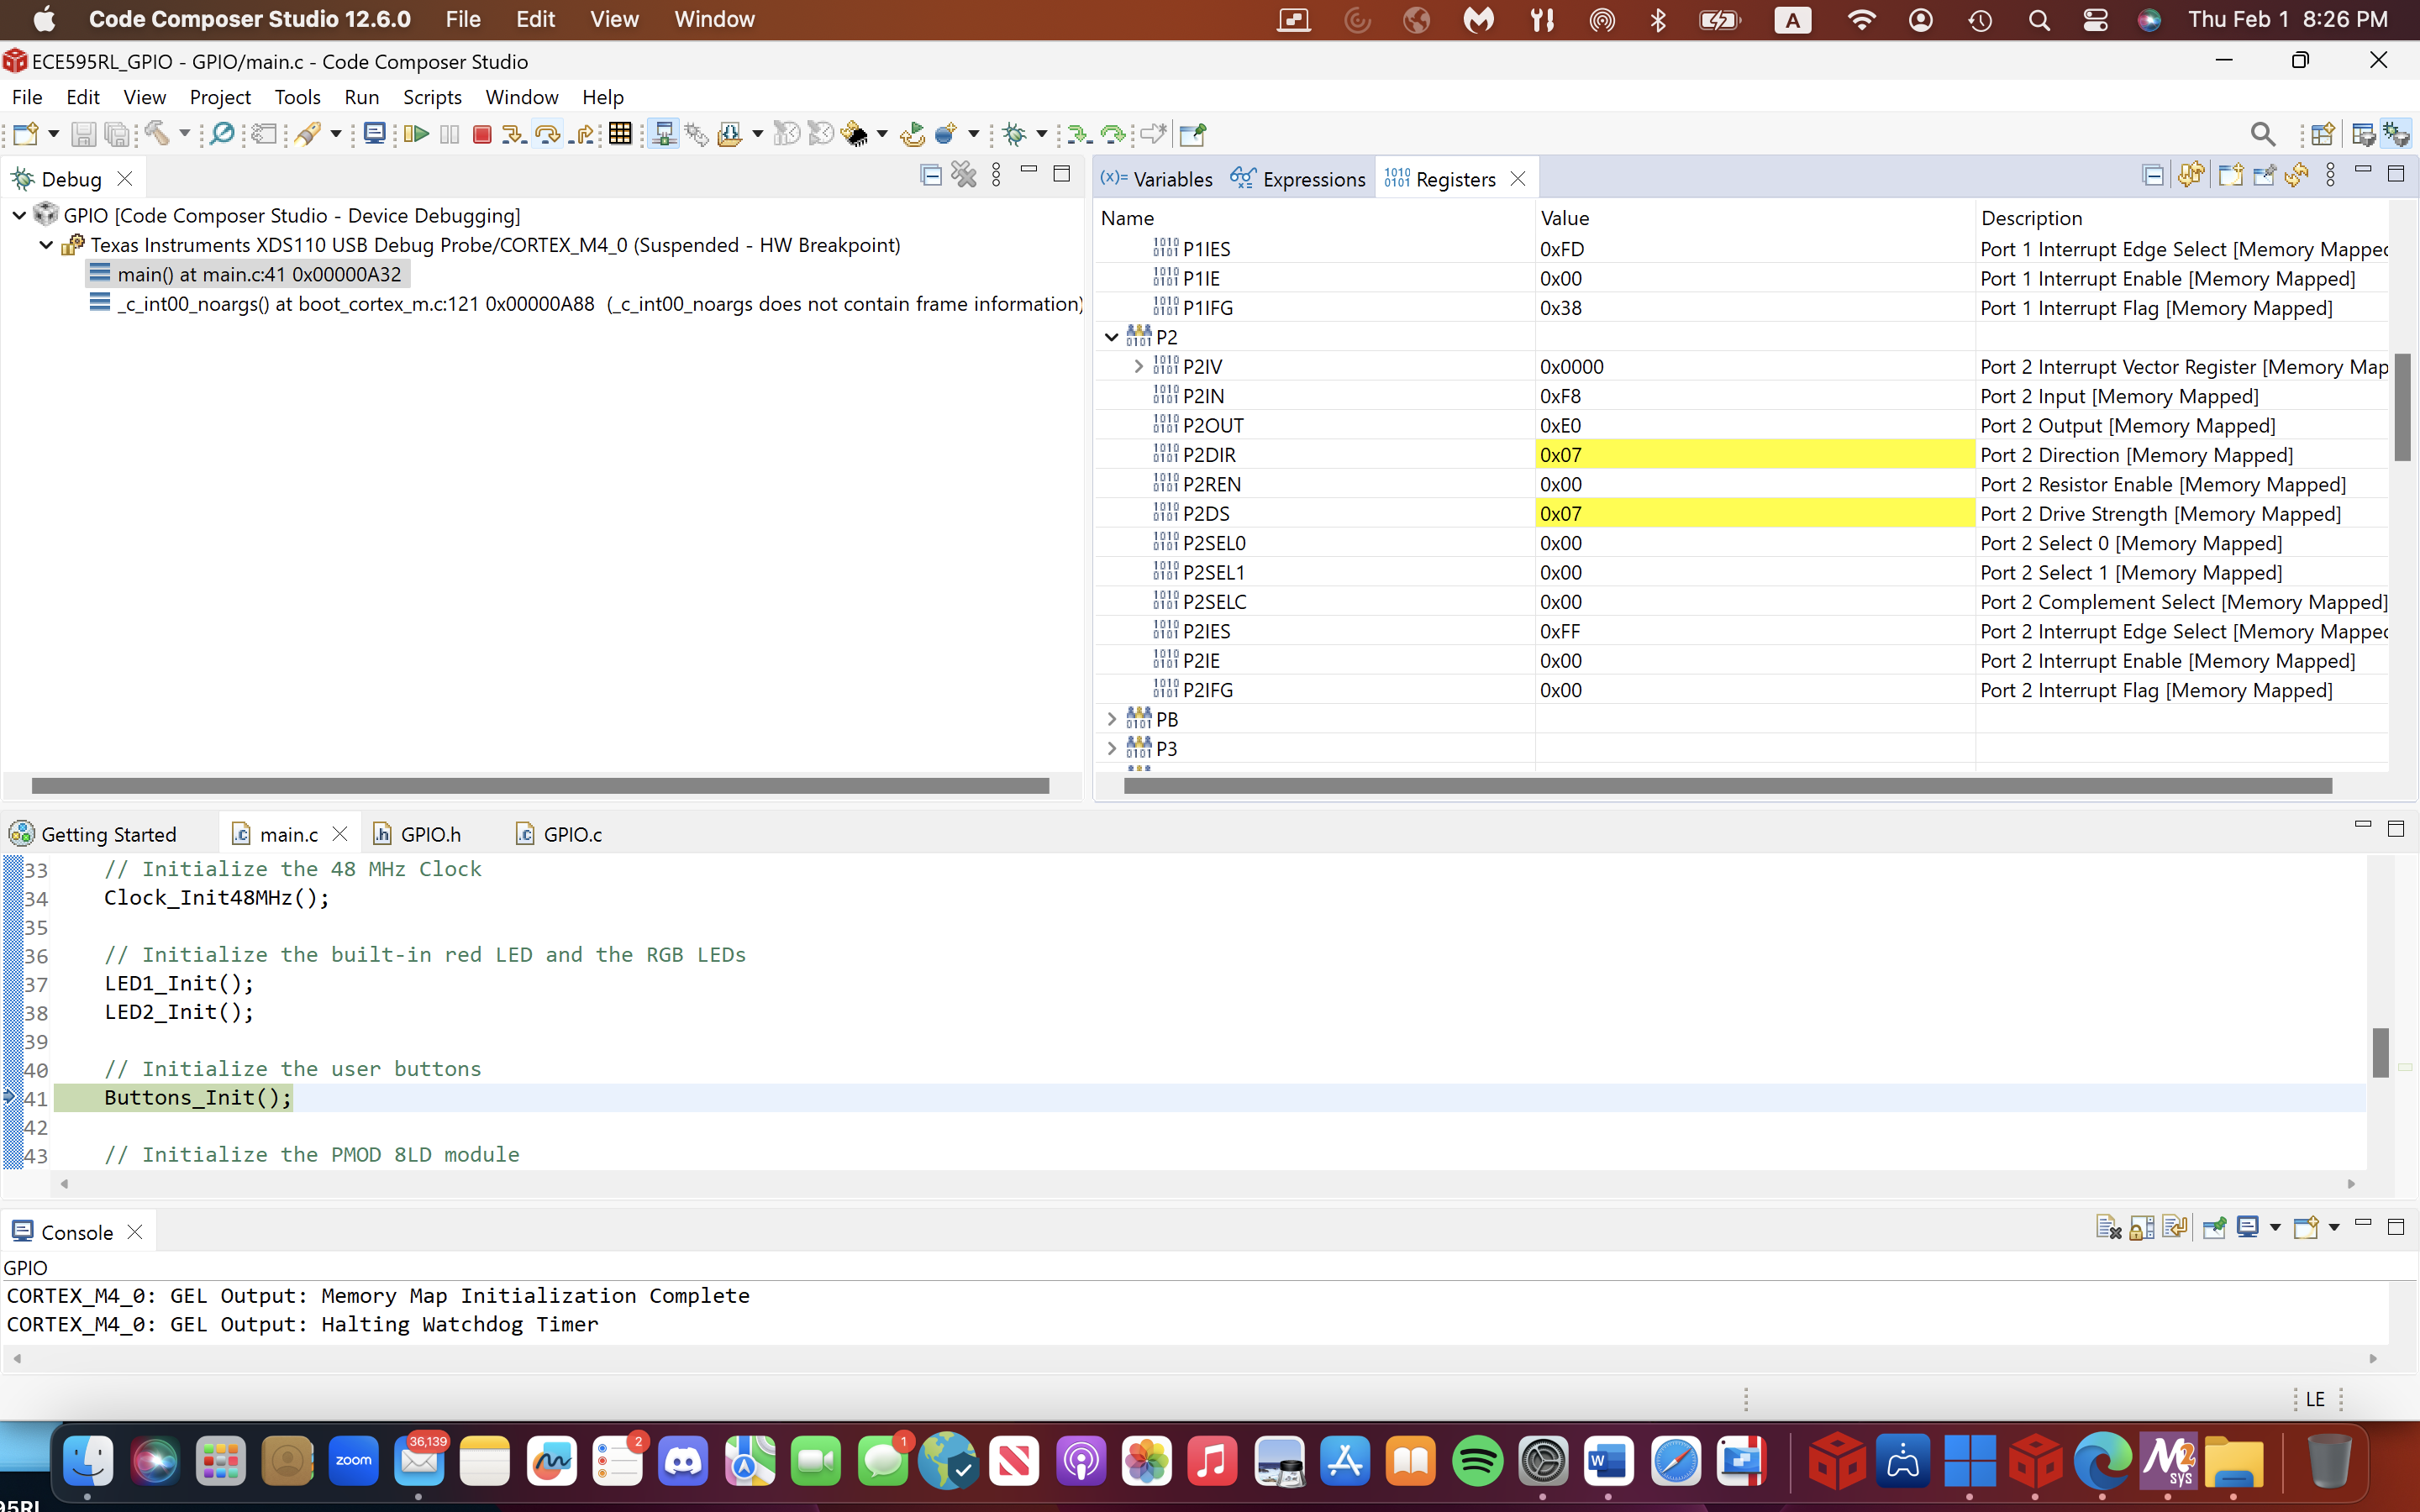 Code Composer Studio 12.6.0 File Edit View Window A Thu Feb 1 8:26 PM
ECE595RL_GPIO - GPIO/main.c - Code Composer Studio
File Edit View Project Tools Run Scripts Window Help
Debug
GPIO [Code Composer Studio - Device Debugging]
Texas Instruments XDS110 USB Debug Probe/CORTEX_M4_0 (Suspended - HW Breakpoint)
main() at main.c:41 0x00000A32
_c_int00_noargs() at boot_cortex_m.c:121 0x00000A88 (_c_int00_noargs does not contain frame information)
(x)= Variables Expressions Registers
Name Value Description
P1IES 0xFD Port 1 Interrupt Edge Select [Memory Mapped
P1IE 0x00 Port 1 Interrupt Enable [Memory Mapped]
P1IFG 0x38 Port 1 Interrupt Flag [Memory Mapped]
P2
P2IV 0x0000 Port 2 Interrupt Vector Register [Memory Map
P2IN 0xF8 Port 2 Input [Memory Mapped]
P2OUT 0xE0 Port 2 Output [Memory Mapped]
P2DIR 0x07 Port 2 Direction [Memory Mapped]
P2REN 0x00 Port 2 Resistor Enable [Memory Mapped]
P2DS 0x07 Port 2 Drive Strength [Memory Mapped]
P2SEL0 0x00 Port 2 Select 0 [Memory Mapped]
P2SEL1 0x00 Port 2 Select 1 [Memory Mapped]
P2SELC 0x00 Port 2 Complement Select [Memory Mapped]
P2IES 0xFF Port 2 Interrupt Edge Select [Memory Mapped
P2IE 0x00 Port 2 Interrupt Enable [Memory Mapped]
P2IFG 0x00 Port 2 Interrupt Flag [Memory Mapped]
PB
P3
Getting Started main.c GPIO.h GPIO.c
33 // Initialize the 48 MHz Clock
34 Clock_Init48MHz();
35
36 // Initialize the built-in red LED and the RGB LEDs
37 LED1_Init();
38 LED2_Init();
39
40 // Initialize the user buttons
41 Buttons_Init();
42
43 // Initialize the PMOD 8LD module
Console
GPIO
CORTEX_M4_0: GEL Output: Memory Map Initialization Complete
CORTEX_M4_0: GEL Output: Halting Watchdog Timer
LE
zoom 36,139 2 1 W M2 sys
95RL